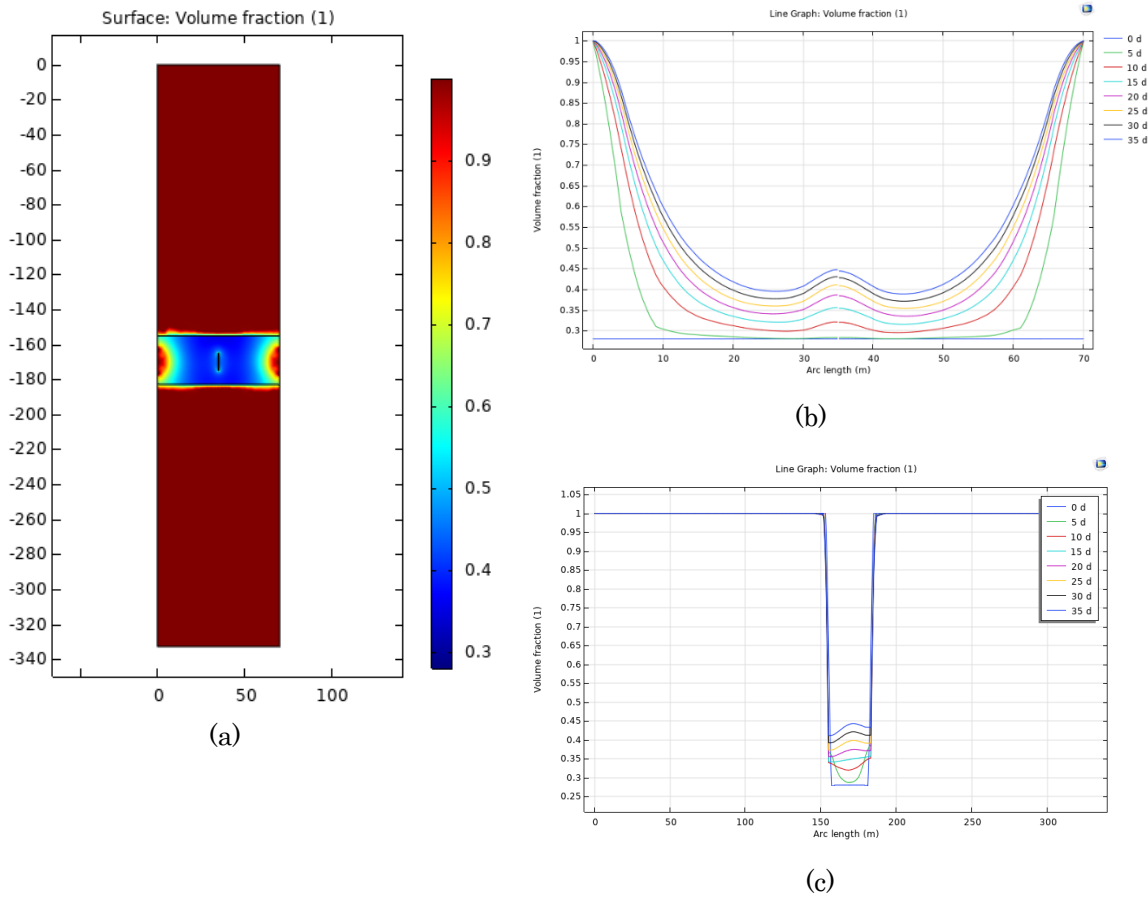 Surface: Volume fraction (1)
0
-20
-40
-60
-80
-100
-120
-140
-160
-180
-200
-220
-240
-260
-280
-300
-320
-340
0
50
100
0.9
0.8
0.7
0.6
0.5
0.4
0.3
(a)
Line Graph: Volume fraction (1)
Volume fraction (1)
1
0.95
0.9
0.85
0.8
0.75
0.7
0.65
0.6
0.55
0.5
0.45
0.4
0.35
0.3
0
10
20
30
40
50
60
70
Arc length (m)
0 d
5 d
10 d
15 d
20 d
25 d
30 d
35 d
(b)
Line Graph: Volume fraction (1)
Volume fraction (1)
1.05
1
0.95
0.9
0.85
0.8
0.75
0.7
0.65
0.6
0.55
0.5
0.45
0.4
0.35
0.3
0.25
0
50
100
150
200
250
300
Arc length (m)
0 d
5 d
10 d
15 d
20 d
25 d
30 d
35 d
(c)